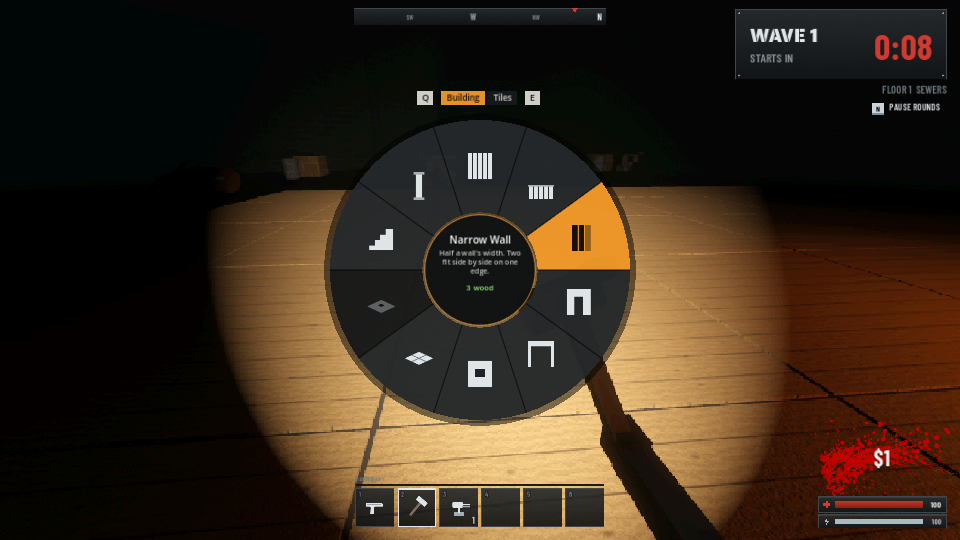 SW W NW N
WAVE 1
STARTS IN
0:08
FLOOR 1 SEWERS
N PAUSE ROUNDS
Q Building Tiles E
Narrow Wall
Half a wall's width. Two
fit side by side on one
edge.
3 wood
$1
1 2 3 4 5 6
1
100
100